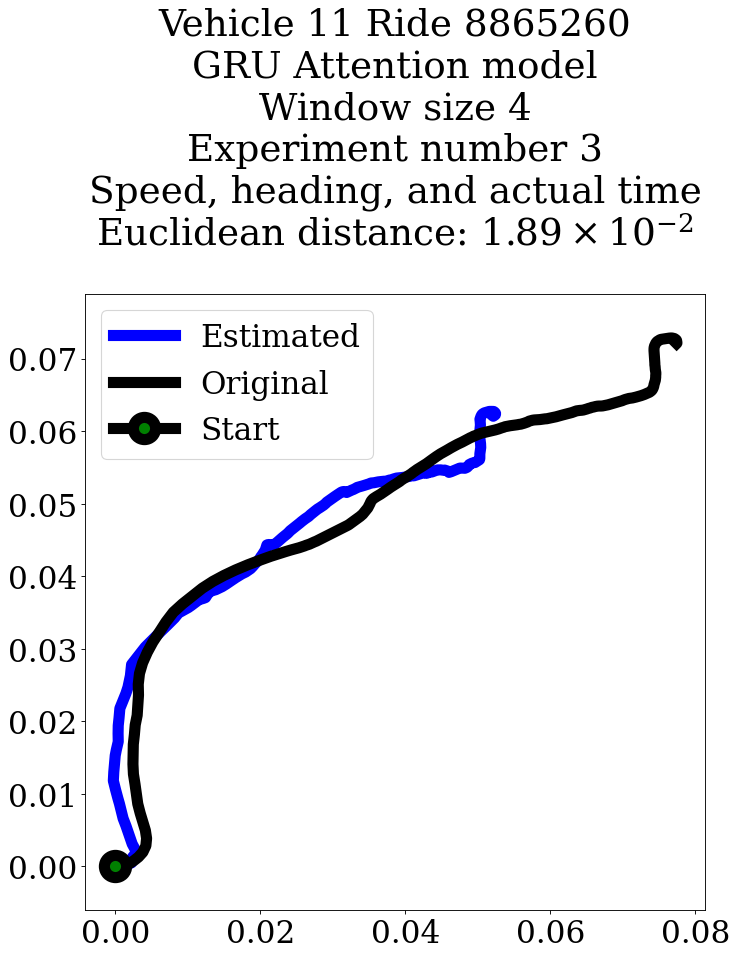 Vehicle 11 Ride 8865260
GRU Attention model
Window size 4
Experiment number 3
Speed, heading, and actual time
Euclidean distance: 1.89 × 10⁻²
Estimated
Original
Start
0.07
0.06
0.05
0.04
0.03
0.02
0.01
0.00
0.00 0.02 0.04 0.06 0.08